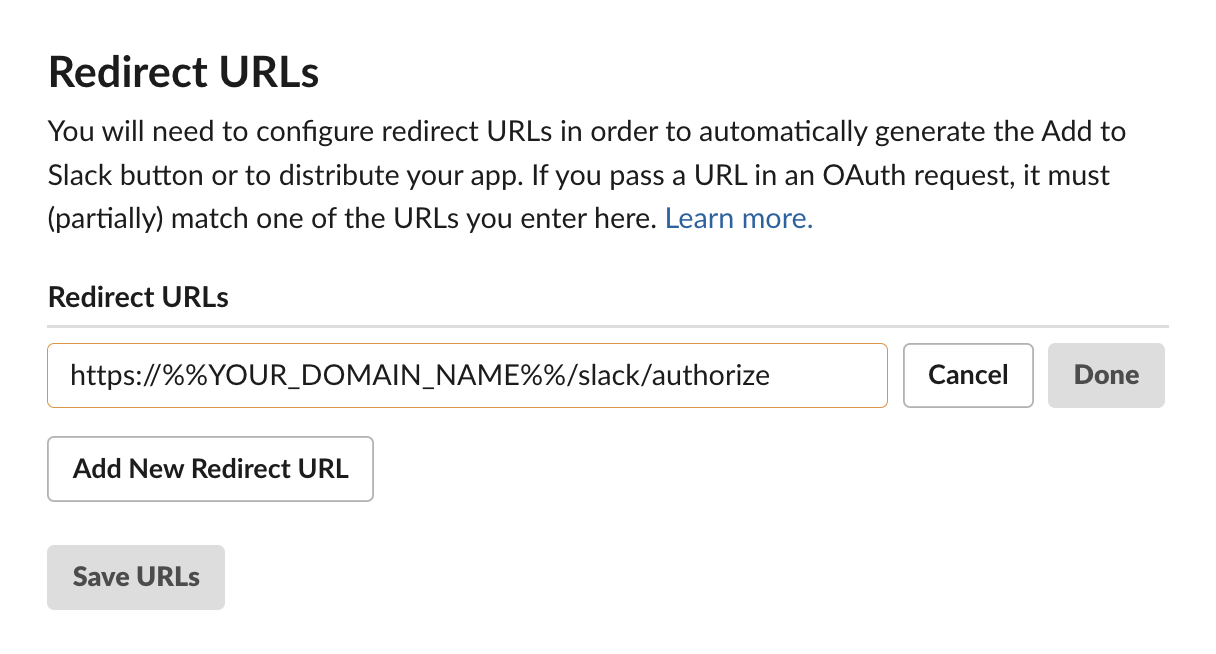 Redirect URLs
You will need to configure redirect URLs in order to automatically generate the Add to
Slack button or to distribute your app. If you pass a URL in an OAuth request, it must
(partially) match one of the URLs you enter here. Learn more.
Redirect URLs
https://%%YOUR_DOMAIN_NAME%%/slack/authorize Cancel Done
Add New Redirect URL
Save URLs